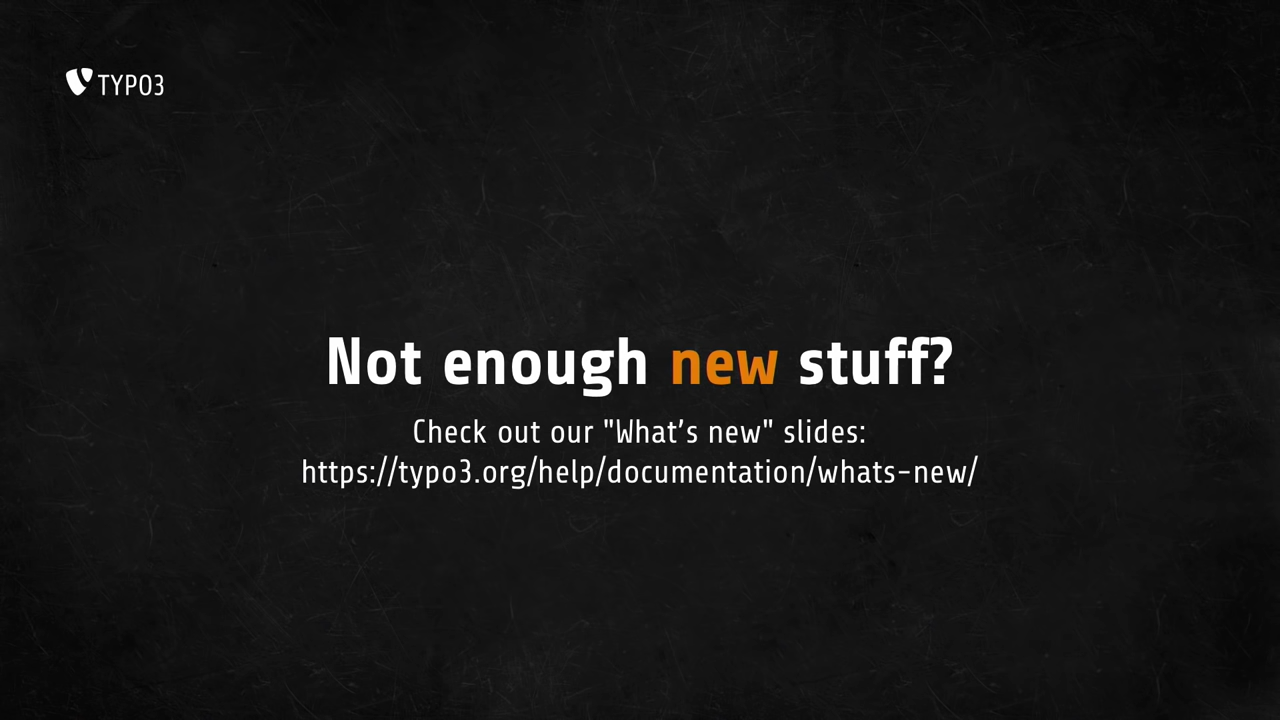 TYPO3
Not enough new stuff?
Check out our "What's new" slides:
https://typo3.org/help/documentation/whats-new/